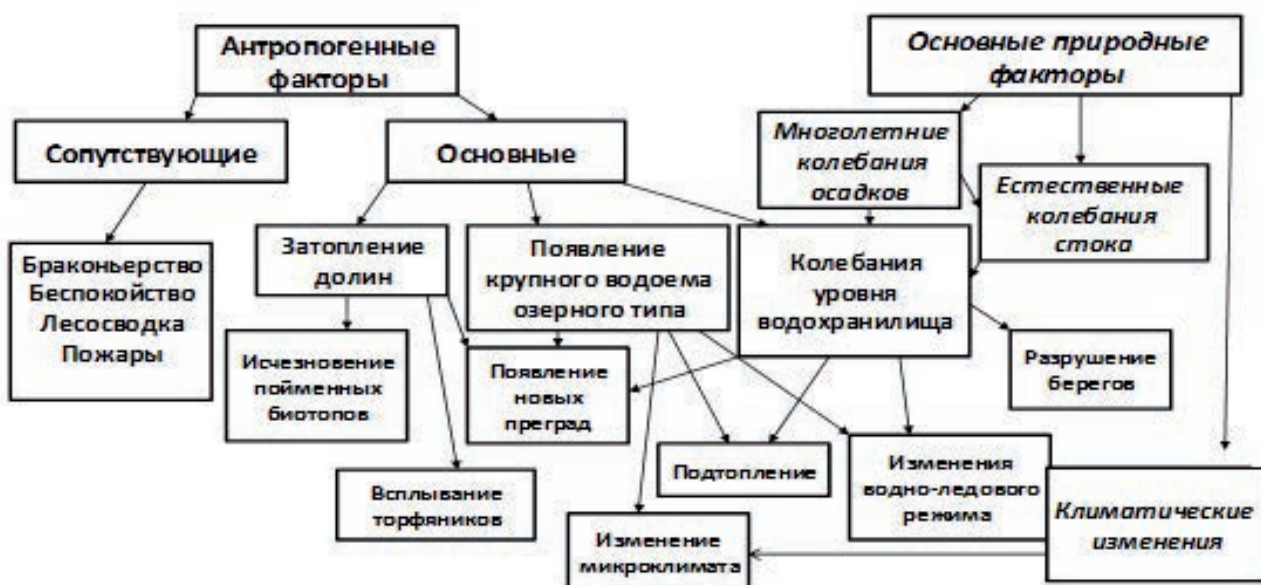 Антропогенные
факторы
Основные природные
факторы
Сопутствующие
Основные
Многолетние
колебания
осадков
Естественные
колебания
стока
Браконьерство
Беспокойство
Лесосводка
Пожары
Затопление
долин
Появление
крупного водоема
озерного типа
Колебания
уровня
водохранилища
Исчезновение
пойменных
биотопов
Появление
новых
преград
Разрушение
берегов
Всплывание
торфяников
Подтопление
Изменения
водно-ледового
режима
Изменение
микроклимата
Климатические
изменения